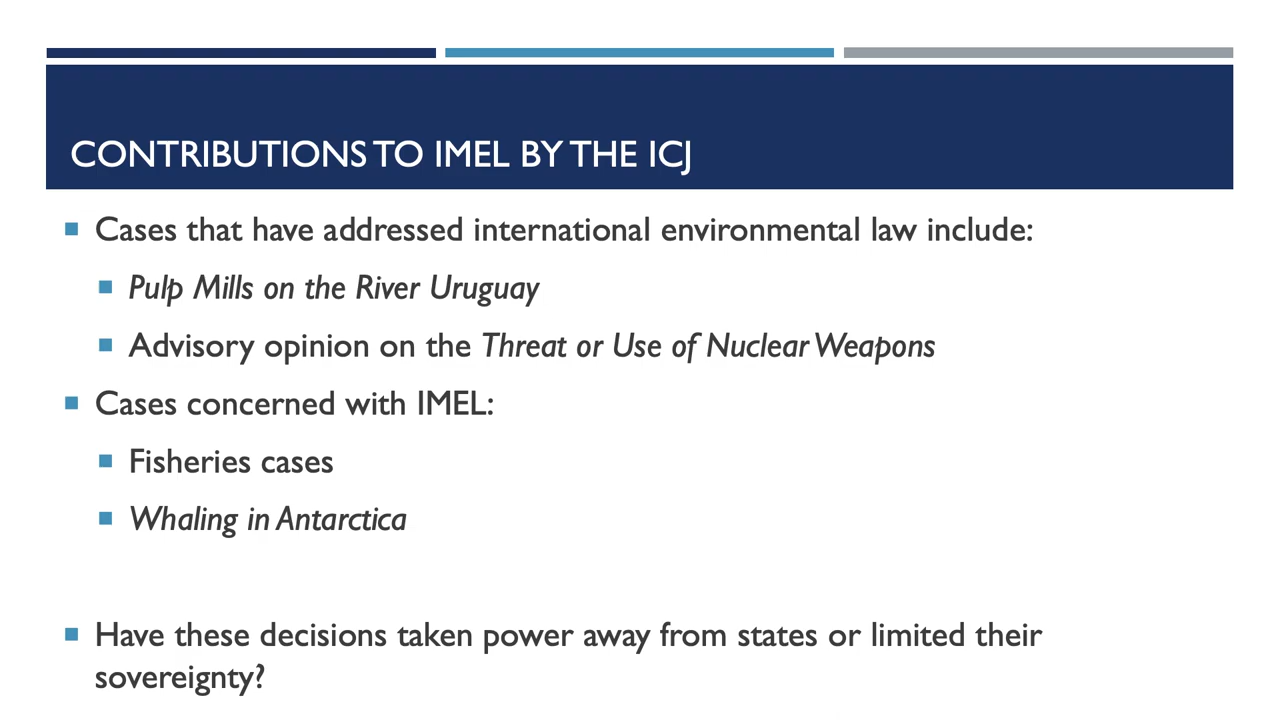 CONTRIBUTIONS TO IMEL BY THE ICJ
Cases that have addressed international environmental law include:
Pulp Mills on the River Uruguay
Advisory opinion on the Threat or Use of Nuclear Weapons
Cases concerned with IMEL:
Fisheries cases
Whaling in Antarctica
Have these decisions taken power away from states or limited their
sovereignty?